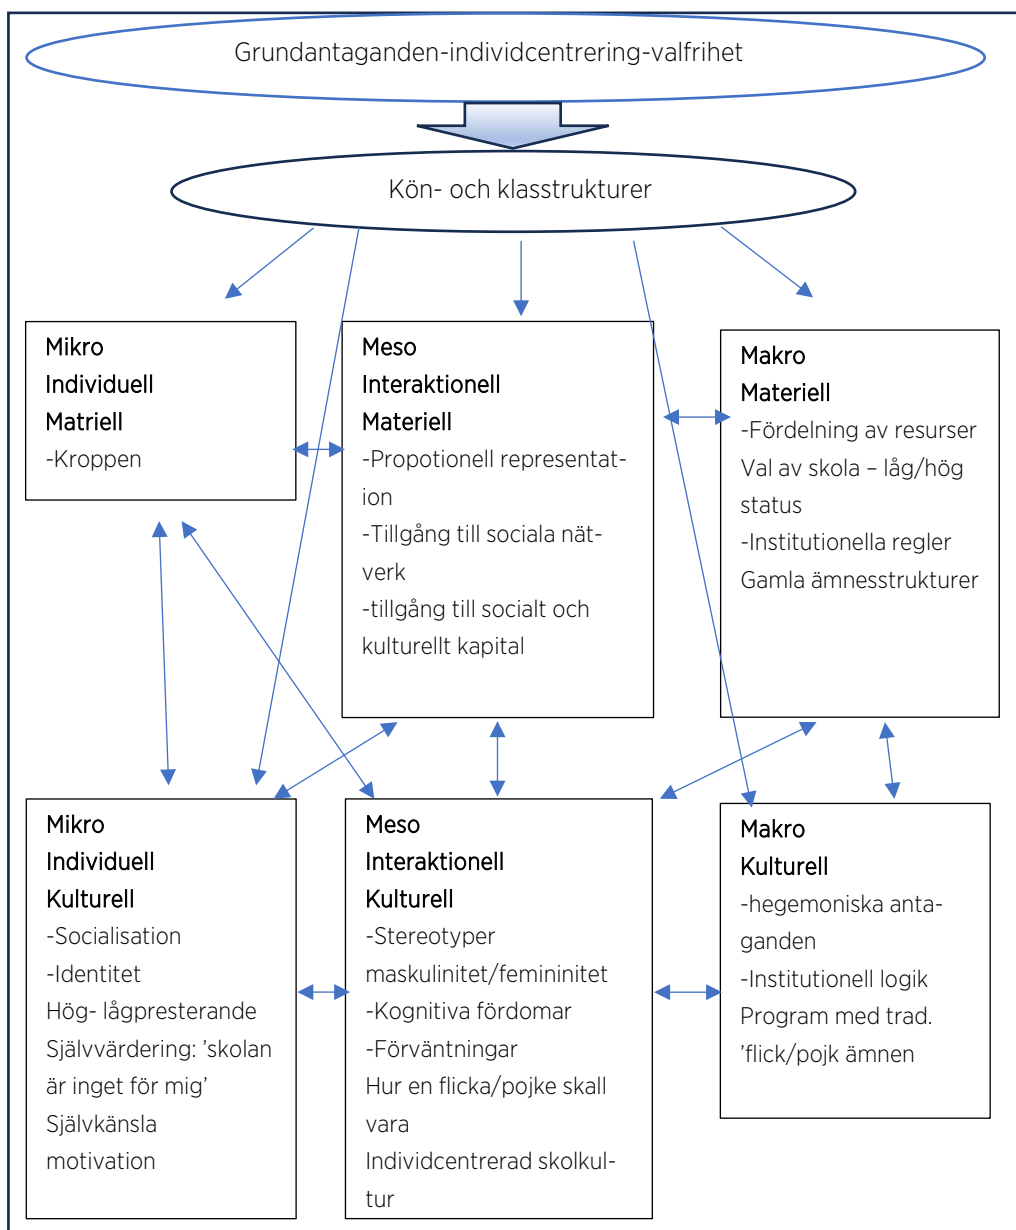 Grundantaganden-individcentrering-valfrihet
Kön- och klasstrukturer
Mikro
Individuell
Matriell
-Kroppen
Meso
Interaktionell
Materiell
-Propotionell representat-
ion
-Tillgång till sociala nät-
verk
-tillgång till socialt och
kulturellt kapital
Makro
Materiell
-Fördelning av resurser
Val av skola – låg/hög
status
-Institutionella regler
Gamla ämnesstrukturer
Mikro
Individuell
Kulturell
-Socialisation
-Identitet
Hög- lågpresterande
Självvärdering: ’skolan
är inget för mig’
Självkänsla
motivation
Meso
Interaktionell
Kulturell
-Stereotyper
maskulinitet/femininitet
-Kognitiva fördomar
-Förväntningar
Hur en flicka/pojke skall
vara
Individcentrerad skolkul-
tur
Makro
Kulturell
-hegemoniska anta-
ganden
-Institutionell logik
Program med trad.
’flick/pojk ämnen